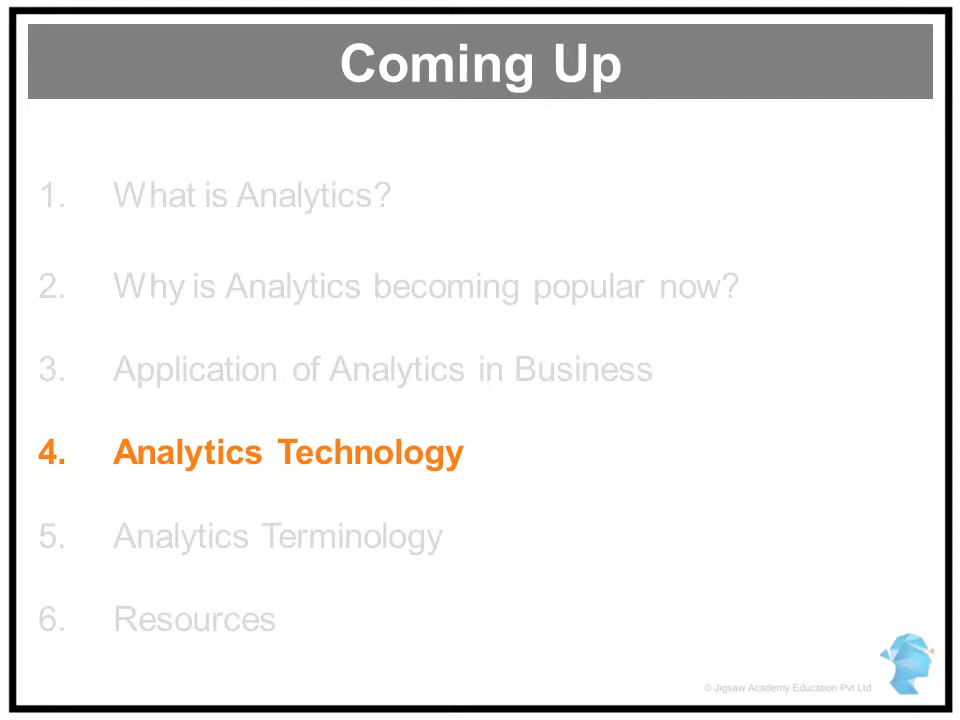 Coming Up
1. What is Analytics?
2. Why is Analytics becoming popular now?
3. Application of Analytics in Business
4. Analytics Technology
5. Analytics Terminology
6. Resources
© Jigsaw Academy Education Pvt Ltd